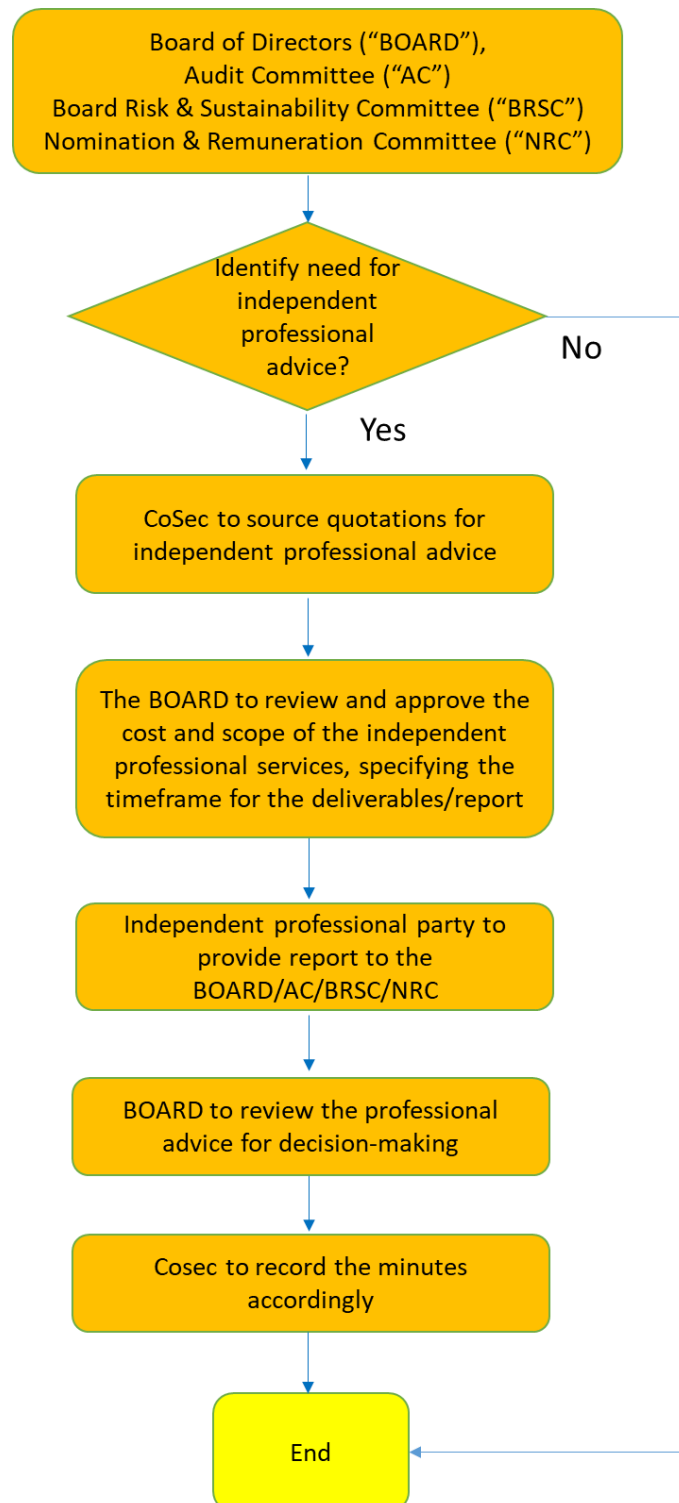 Board of Directors (“BOARD”),
Audit Committee (“AC”)
Board Risk & Sustainability Committee (“BRSC”)
Nomination & Remuneration Committee (“NRC”)
Identify need for
independent
professional
advice?
No
Yes
CoSec to source quotations for
independent professional advice
The BOARD to review and approve the
cost and scope of the independent
professional services, specifying the
timeframe for the deliverables/report
Independent professional party to
provide report to the
BOARD/AC/BRSC/NRC
BOARD to review the professional
advice for decision-making
Cosec to record the minutes
accordingly
End